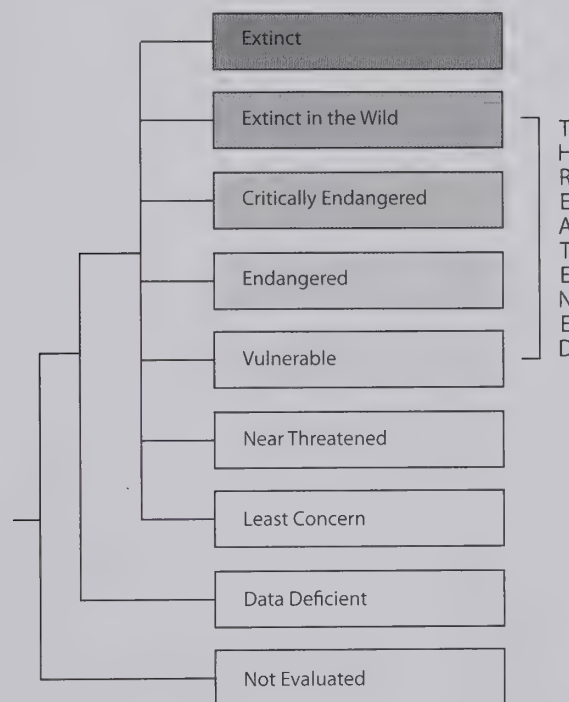 Extinct
Extinct in the Wild
Critically Endangered
Endangered
Vulnerable
Near Threatened
Least Concern
Data Deficient
Not Evaluated
T
H
R
E
A
T
E
N
E
D